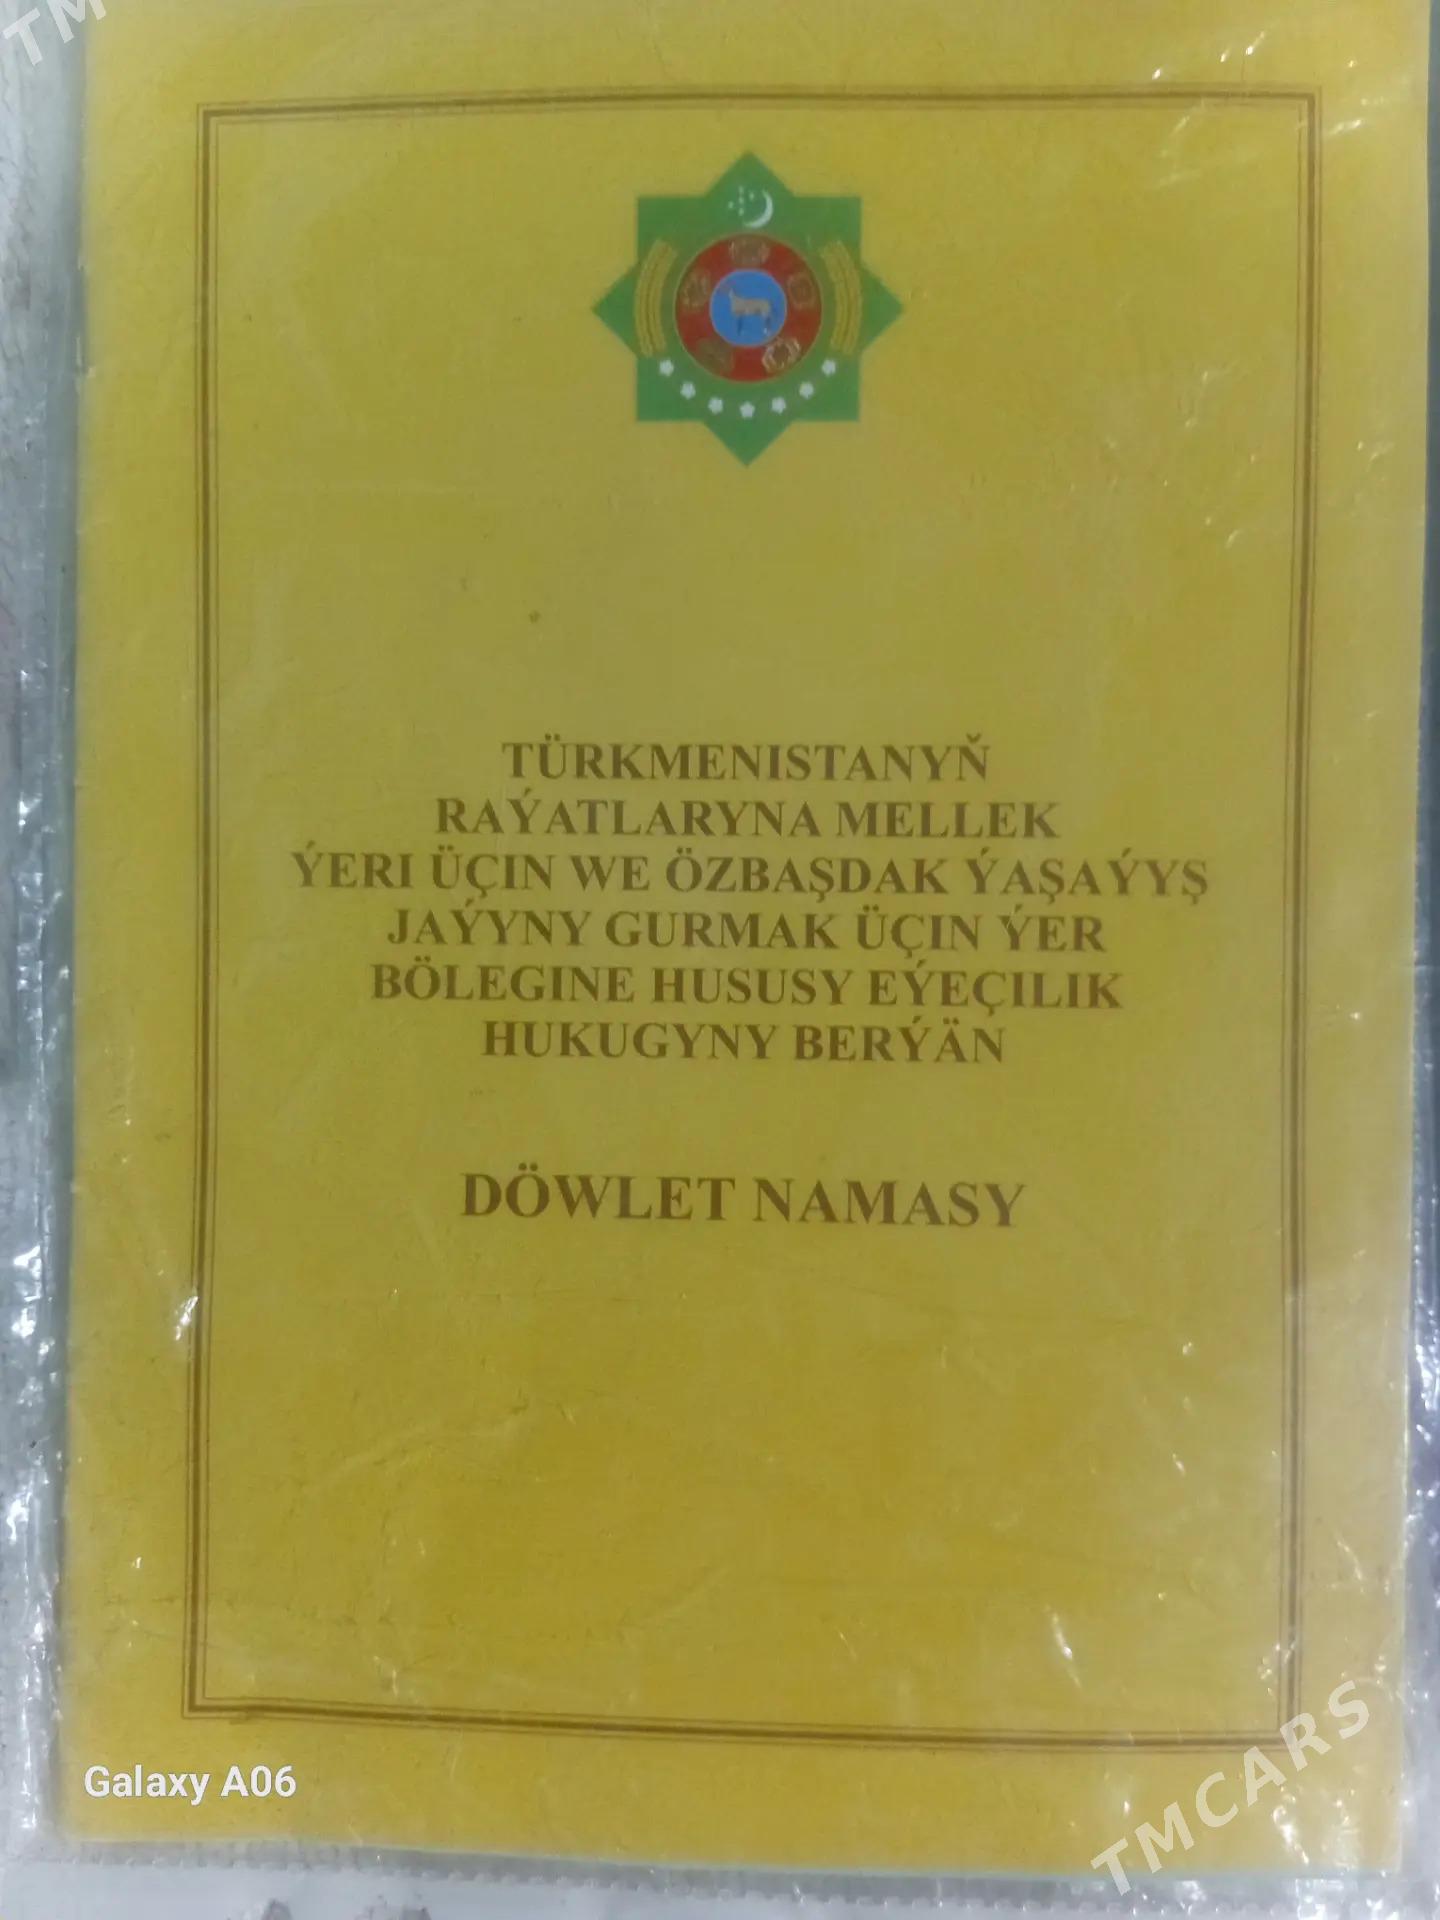 TM
TÜRKMENISTANYŇ
RAÝATLARYNA MELLEK
ÝERI ÜÇIN WE ÖZBAŞDAK ÝAŞAÝYŞ
JAÝYNY GURMAK ÜÇIN ÝER
BÖLEGINE HUSUSY EÝEÇILIK
HUKUGYNY BERÝÄN
DÖWLET NAMASY
Galaxy A06
TMCARS